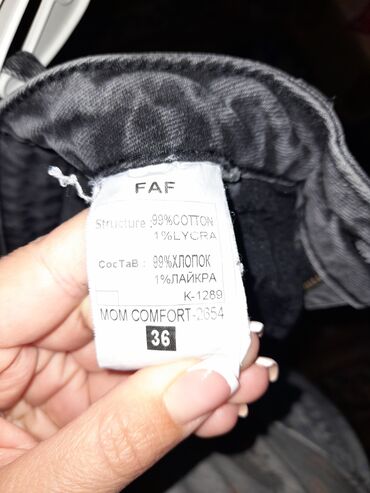 FAF
Structure : 99%COTTON
1%LYCRA
СосТаВ : 99%ХЛОПОК
1%ЛАЙКРА
K-1289
MOM COMFORT-2654
36